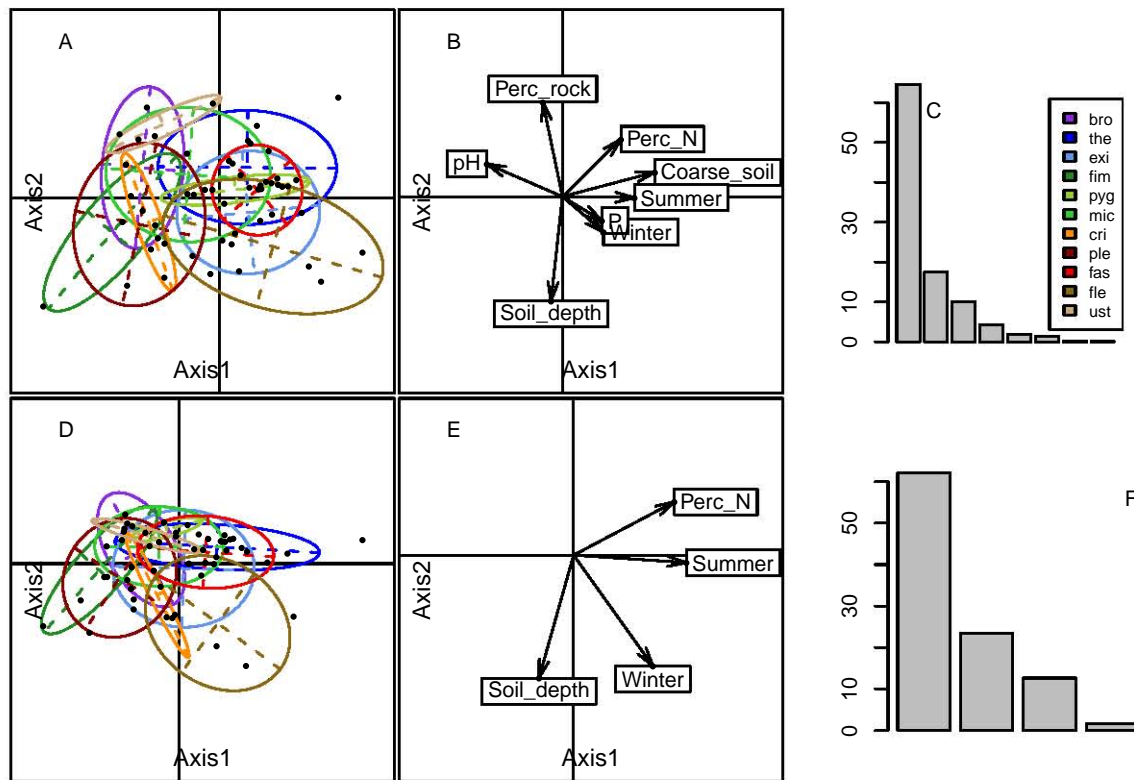 A
Axis2
Axis1
B
Perc_rock
Perc_N
pH
Coarse_soil
Summer
P
Winter
Soil_depth
Axis2
Axis1
C
0
10
30
50
bro
the
exi
fim
pyg
mic
cri
ple
fas
fle
ust
D
Axis2
Axis1
E
Perc_N
Summer
Winter
Soil_depth
Axis2
Axis1
F
0
10
30
50